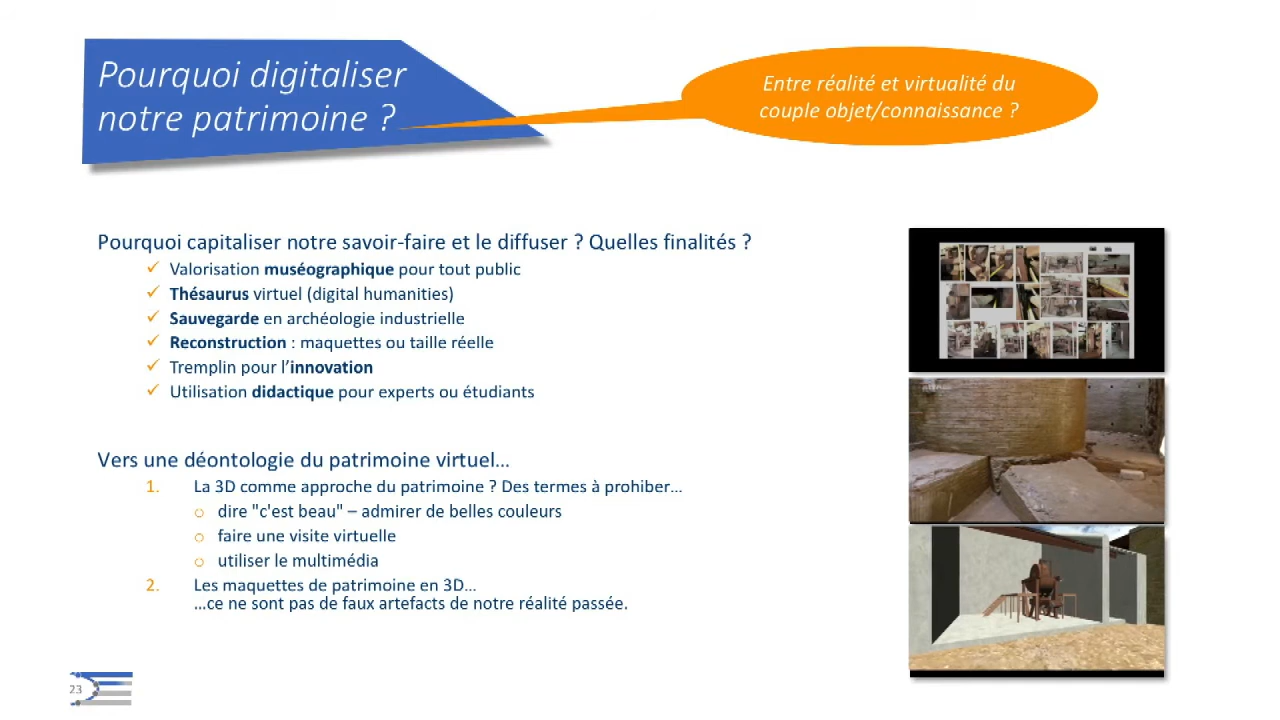 Pourquoi digitaliser
notre patrimoine ?
Entre réalité et virtualité du
couple objet/connaissance ?
Pourquoi capitaliser notre savoir-faire et le diffuser ? Quelles finalités ?
✓ Valorisation muséographique pour tout public
✓ Thésaurus virtuel (digital humanities)
✓ Sauvegarde en archéologie industrielle
✓ Reconstruction : maquettes ou taille réelle
✓ Tremplin pour l'innovation
✓ Utilisation didactique pour experts ou étudiants
Vers une déontologie du patrimoine virtuel…
1. La 3D comme approche du patrimoine ? Des termes à prohiber…
o dire "c'est beau" – admirer de belles couleurs
o faire une visite virtuelle
o utiliser le multimédia
2. Les maquettes de patrimoine en 3D…
…ce ne sont pas de faux artefacts de notre réalité passée.
23